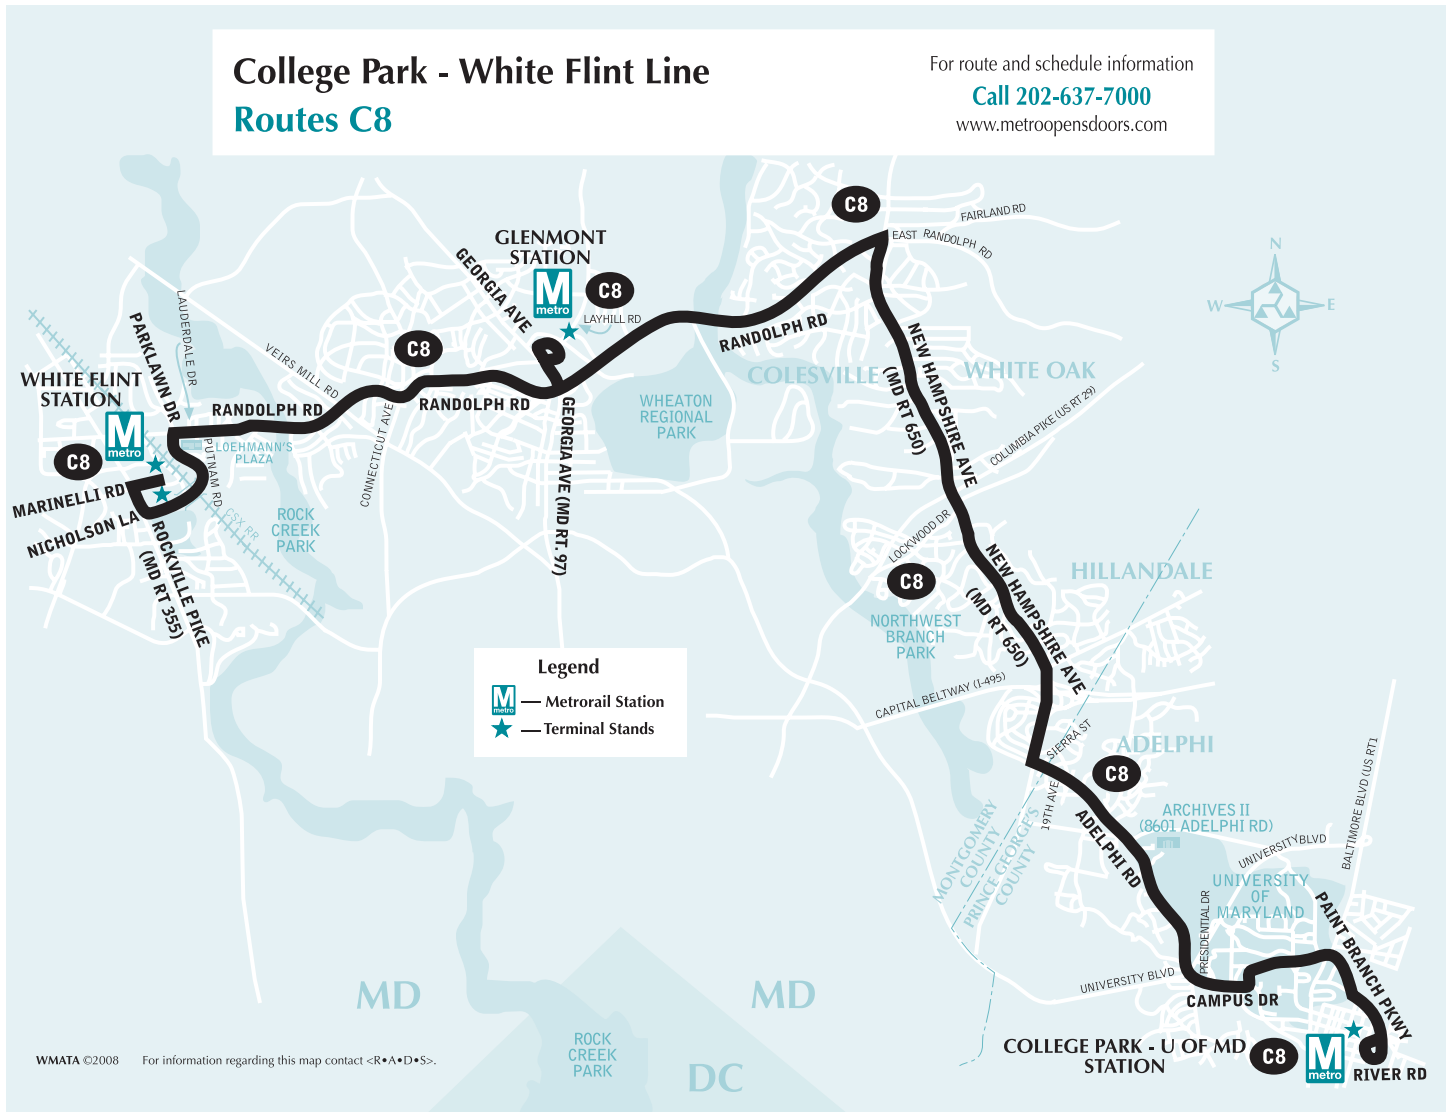 College Park - White Flint Line
Routes C8
For route and schedule information
Call 202-637-7000
www.metroopensdoors.com
C8
FAIRLAND RD
EAST RANDOLPH RD
GLENMONT
STATION
M
metro
C8
LAYHILL RD
GEORGIA AVE
N
W
E
S
LAUDERDALE DR
PARKLAWN DR
VEIRS MILL RD
C8
RANDOLPH RD
NEW HAMPSHIRE AVE
(MD RT 650)
COLESVILLE
WHITE OAK
WHITE FLINT
STATION
M
metro
C8
RANDOLPH RD
RANDOLPH RD
CONNECTICUT AVE
GEORGIA AVE (MD RT. 97)
WHEATON
REGIONAL
PARK
COLUMBIA PIKE (US RT 29)
LOEHMANN'S
PLAZA
PUTNAM RD
MARINELLI RD
NICHOLSON LA
CSX RR
ROCK
CREEK
PARK
ROCKVILLE PIKE
(MD RT 355)
LOCKWOOD DR
C8
NEW HAMPSHIRE AVE
(MD RT 650)
HILLANDALE
NORTHWEST
BRANCH
PARK
Legend
M
metro
Metrorail Station
Terminal Stands
CAPITAL BELTWAY (I-495)
SIERRA ST
ADELPHI
C8
19TH AVE
ADELPHI RD
ARCHIVES II
(8601 ADELPHI RD)
UNIVERSITY BLVD
BALTIMORE BLVD (US RT1
MONTGOMERY
COUNTY
PRINCE GEORGE'S
COUNTY
UNIVERSITY
OF
MARYLAND
PRESIDENTIAL DR
PAINT BRANCH PKWY
UNIVERSITY BLVD
CAMPUS DR
MD
MD
DC
ROCK
CREEK
PARK
COLLEGE PARK - U OF MD
STATION
C8
M
metro
RIVER RD
WMATA ©2008
For information regarding this map contact <R•A•D•S>.